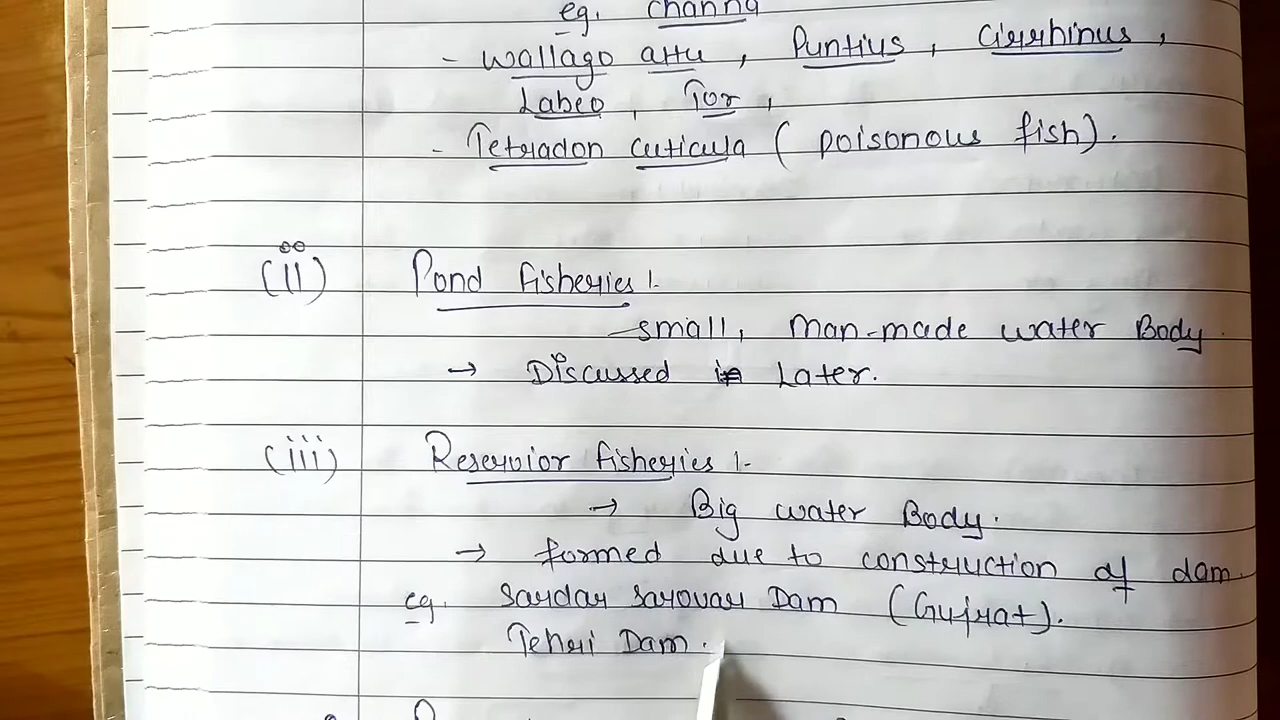 eg. Channa
- Wallago attu, Puntius, Cirrhinus,
Labeo, Tor,
- Tetradon cuticula (poisonous fish).
(ii) Pond fisheries :-
- small, Man-made water Body.
→ Discussed in Later.
(iii) Reservior fisheries :-
→ Big water Body.
→ formed due to construction of dam.
eg. Sardar Sarovar Dam (Gujrat).
Tehri Dam.